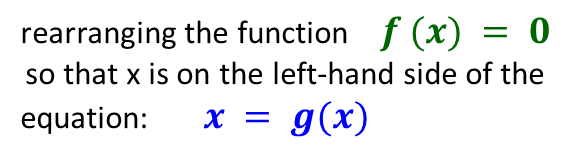 rearranging the function f (x) = 0
so that x is on the left-hand side of the
equation: x = g(x)